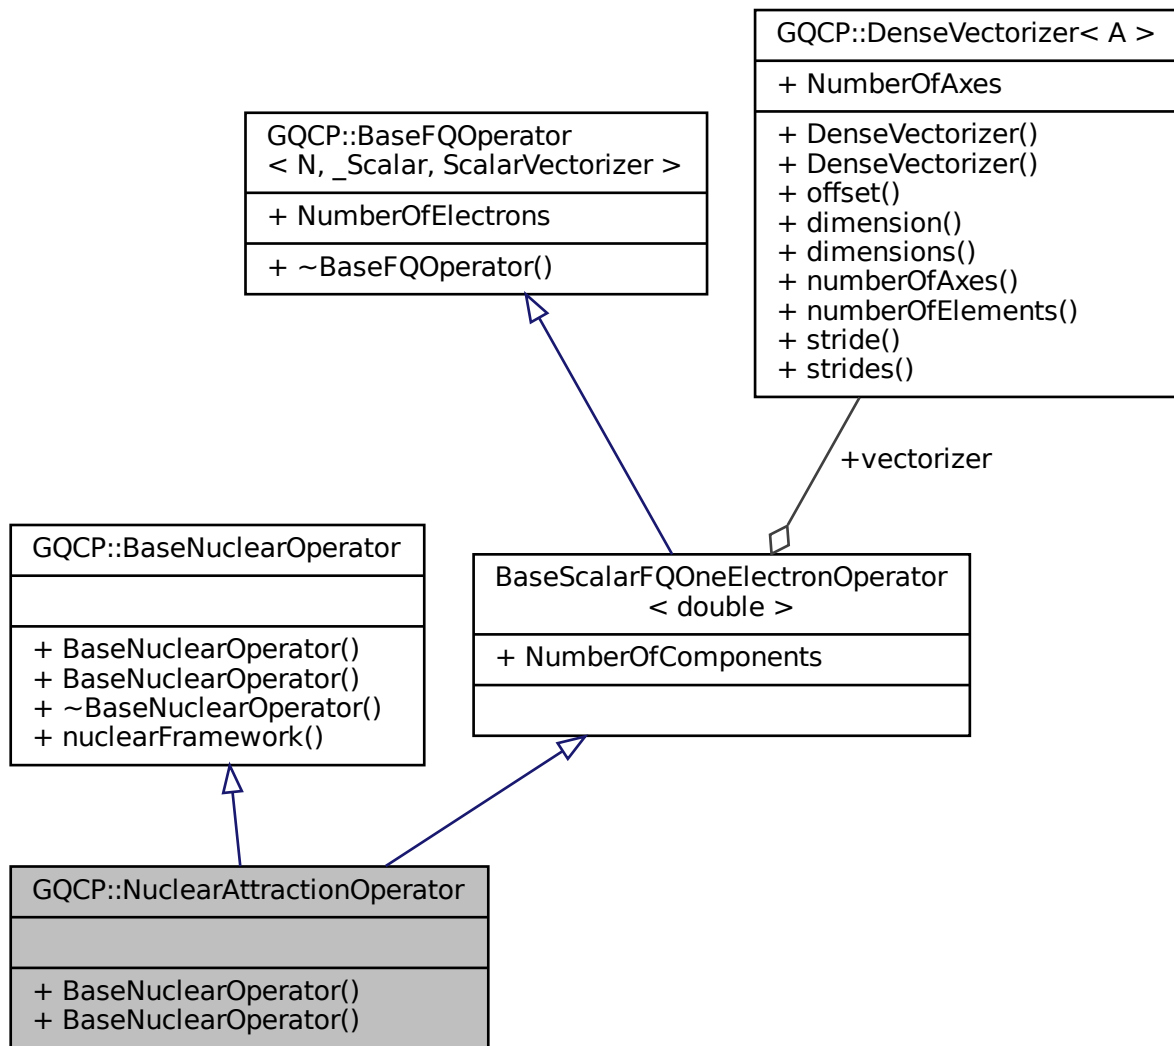 GQCP::DenseVectorizer< A >
+ NumberOfAxes
+ DenseVectorizer()
+ DenseVectorizer()
+ offset()
+ dimension()
+ dimensions()
+ numberOfAxes()
+ numberOfElements()
+ stride()
+ strides()
GQCP::BaseFQOperator
< N, _Scalar, ScalarVectorizer >
+ NumberOfElectrons
+ ~BaseFQOperator()
+vectorizer
GQCP::BaseNuclearOperator
+ BaseNuclearOperator()
+ BaseNuclearOperator()
+ ~BaseNuclearOperator()
+ nuclearFramework()
BaseScalarFQOneElectronOperator
< double >
+ NumberOfComponents
GQCP::NuclearAttractionOperator
+ BaseNuclearOperator()
+ BaseNuclearOperator()